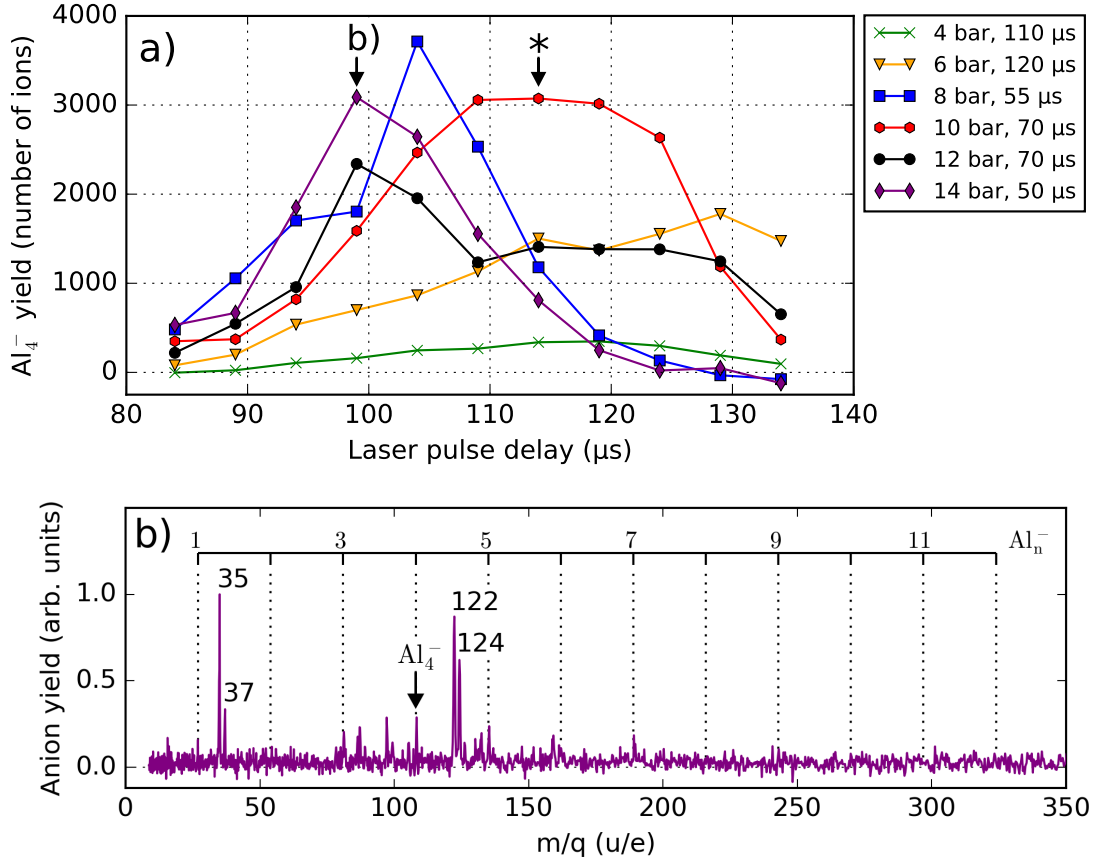 a)
b)
*
4000
3000
2000
1000
0
80
90
100
110
120
130
140
Al₄⁻ yield (number of ions)
Laser pulse delay (μs)
4 bar, 110 μs
6 bar, 120 μs
8 bar, 55 μs
10 bar, 70 μs
12 bar, 70 μs
14 bar, 50 μs
b)
1
3
5
7
9
11
Alₙ⁻
35
37
Al₄⁻
122
124
1.0
0.5
0.0
0
50
100
150
200
250
300
350
Anion yield (arb. units)
m/q (u/e)